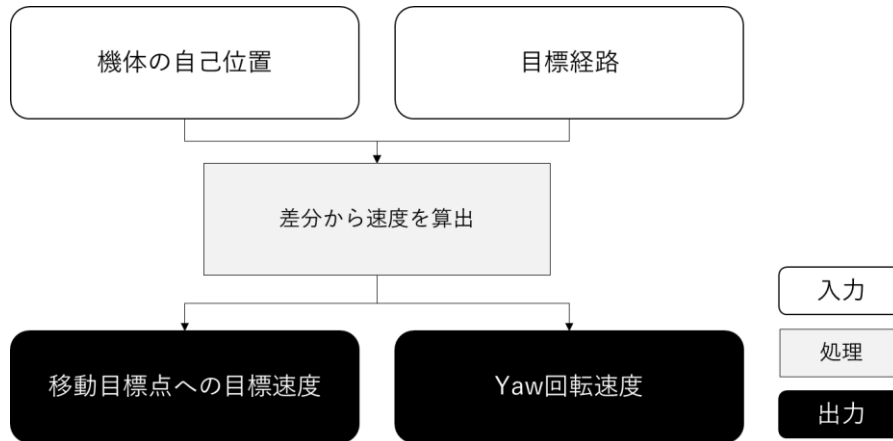 機体の自己位置
目標経路
差分から速度を算出
移動目標点への目標速度
Yaw回転速度
入力
処理
出力